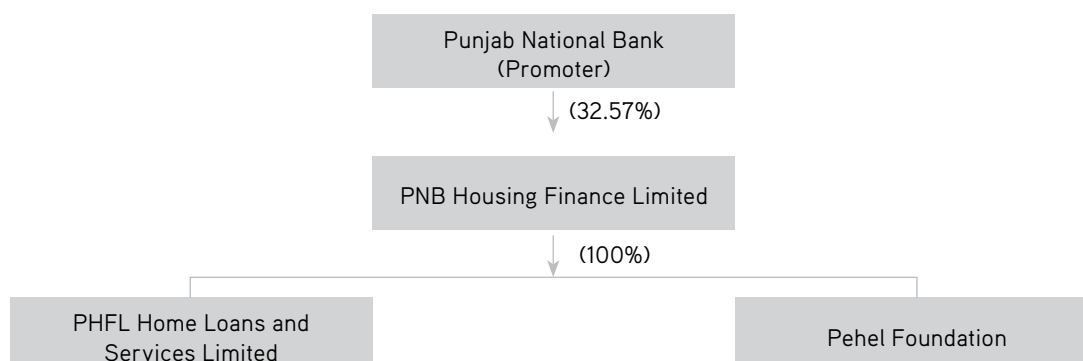 Punjab National Bank
(Promoter)
(32.57%)
PNB Housing Finance Limited
(100%)
PHFL Home Loans and
Services Limited
Pehel Foundation